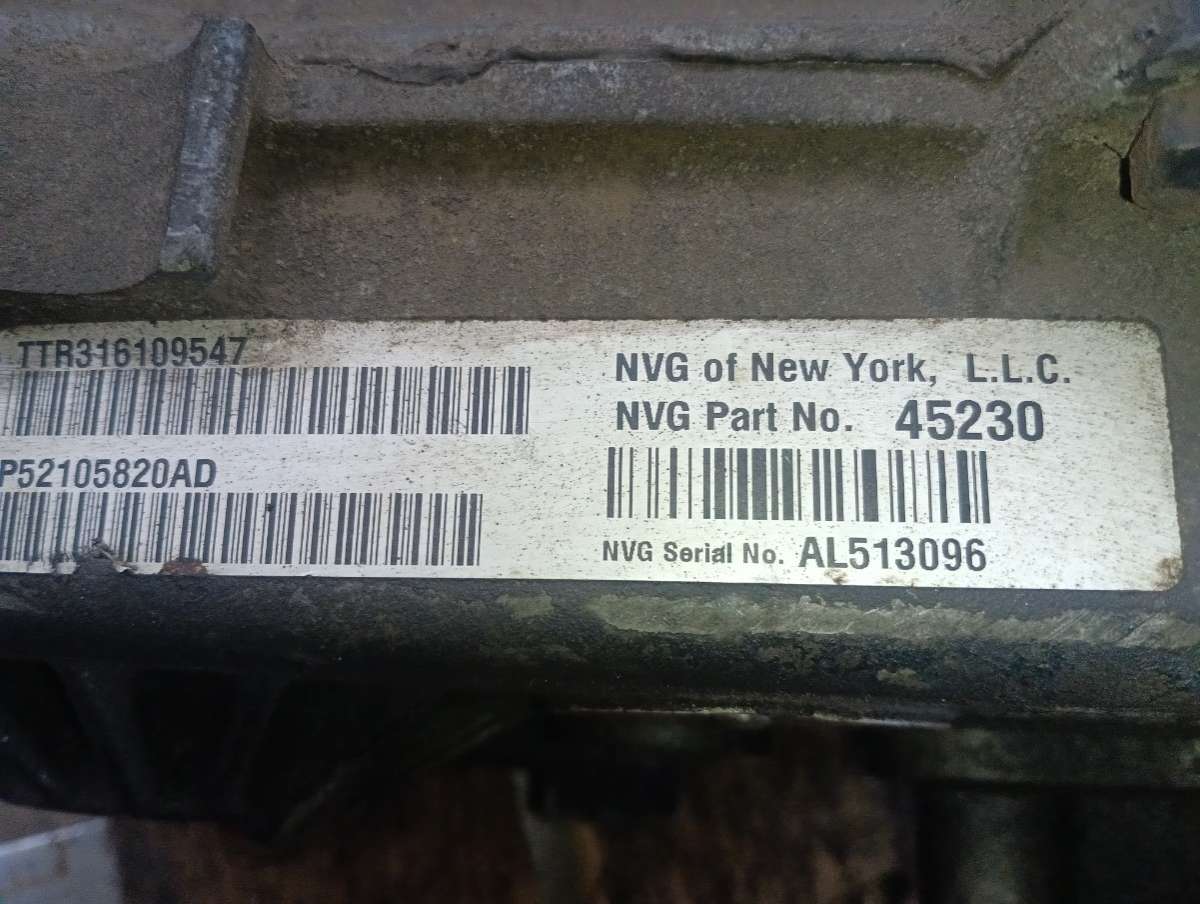 TTR316109547
P52105820AD
NVG of New York, L.L.C.
NVG Part No. 45230
NVG Serial No. AL513096